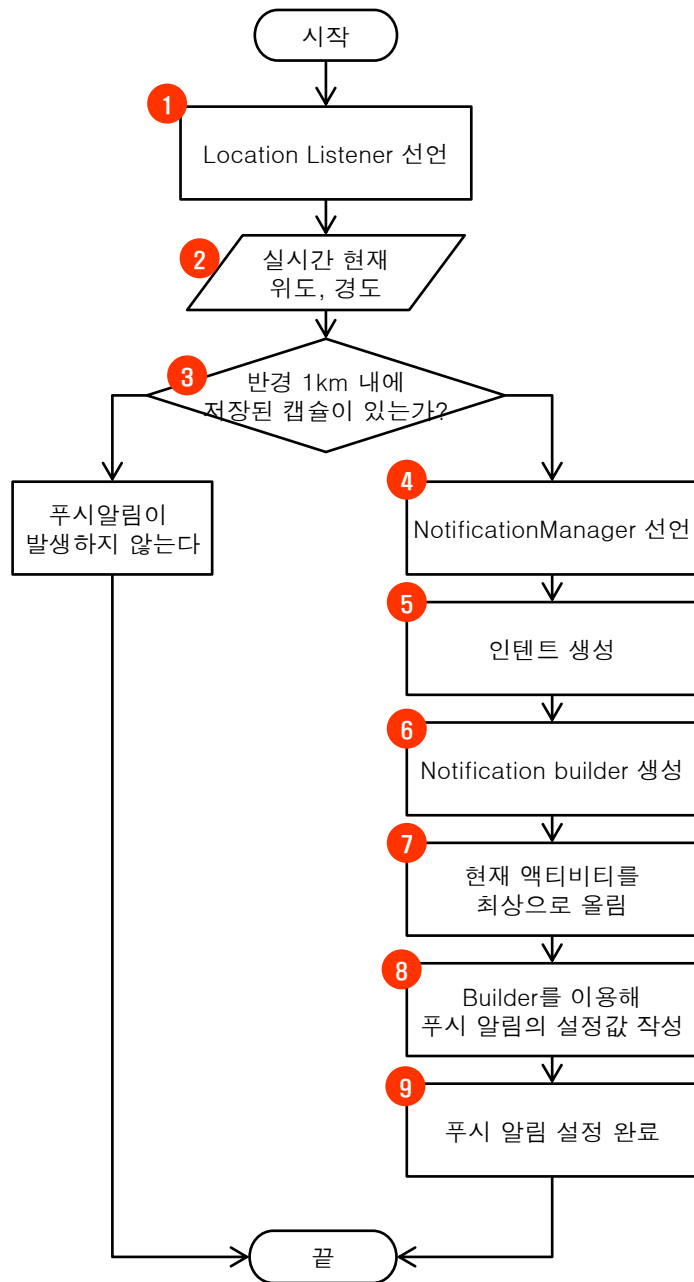 시작
1
Location Listener 선언
2
실시간 현재
위도, 경도
3
반경 1km 내에
저장된 캡슐이 있는가?
푸시알림이
발생하지 않는다
4
NotificationManager 선언
5
인텐트 생성
6
Notification builder 생성
7
현재 액티비티를
최상으로 올림
8
Builder를 이용해
푸시 알림의 설정값 작성
9
푸시 알림 설정 완료
끝